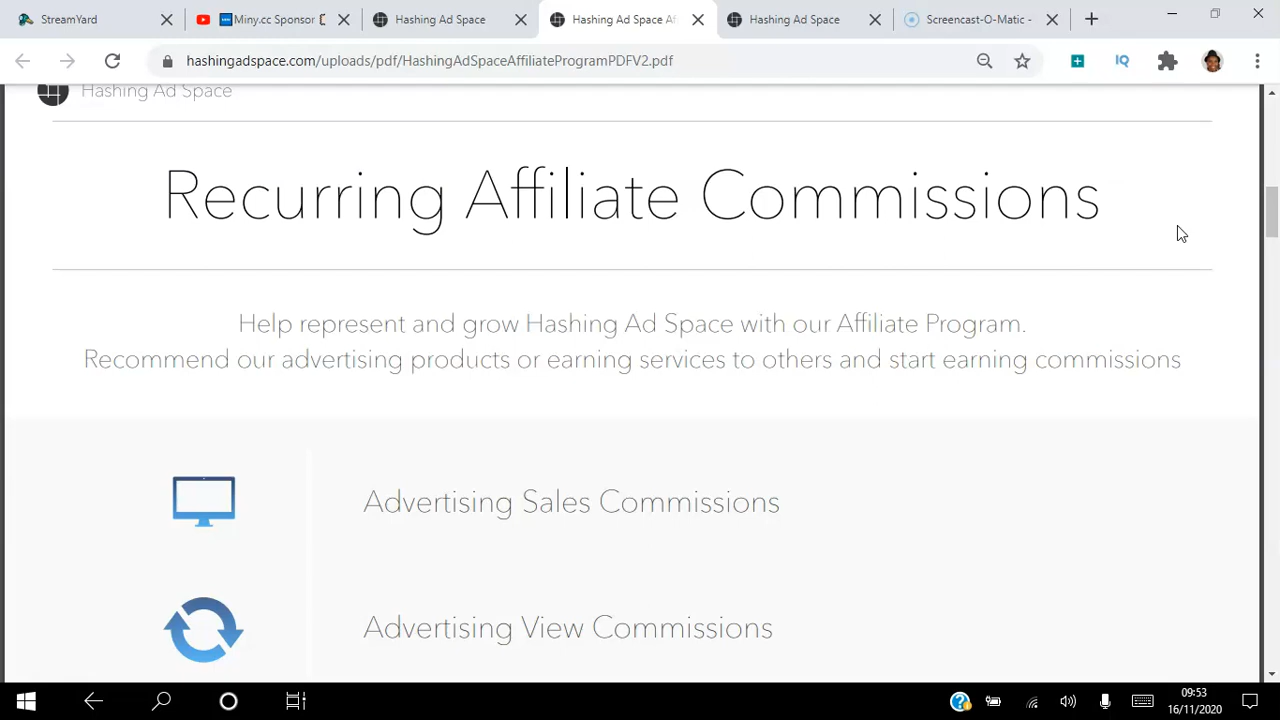 StreamYard
Miny.cc Sponsor
Hashing Ad Space
Hashing Ad Space Af
Hashing Ad Space
Screencast-O-Matic -
hashingadspace.com/uploads/pdf/HashingAdSpaceAffiliateProgramPDFV2.pdf
IQ
Hashing Ad Space
Recurring Affiliate Commissions
Help represent and grow Hashing Ad Space with our Affiliate Program.
Recommend our advertising products or earning services to others and start earning commissions
Advertising Sales Commissions
Advertising View Commissions
09:53
16/11/2020